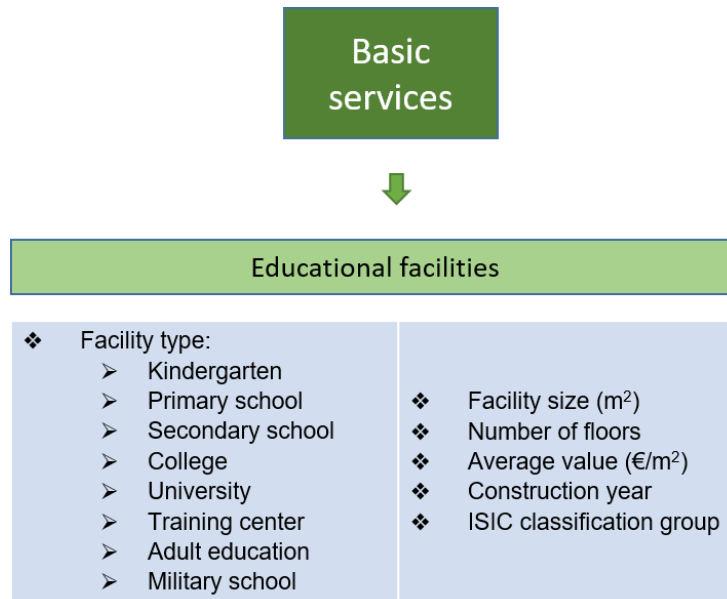 Basic
services
Educational facilities
❖ Facility type:
➢ Kindergarten
➢ Primary school
➢ Secondary school
➢ College
➢ University
➢ Training center
➢ Adult education
➢ Military school
❖ Facility size (m²)
❖ Number of floors
❖ Average value (€/m²)
❖ Construction year
❖ ISIC classification group